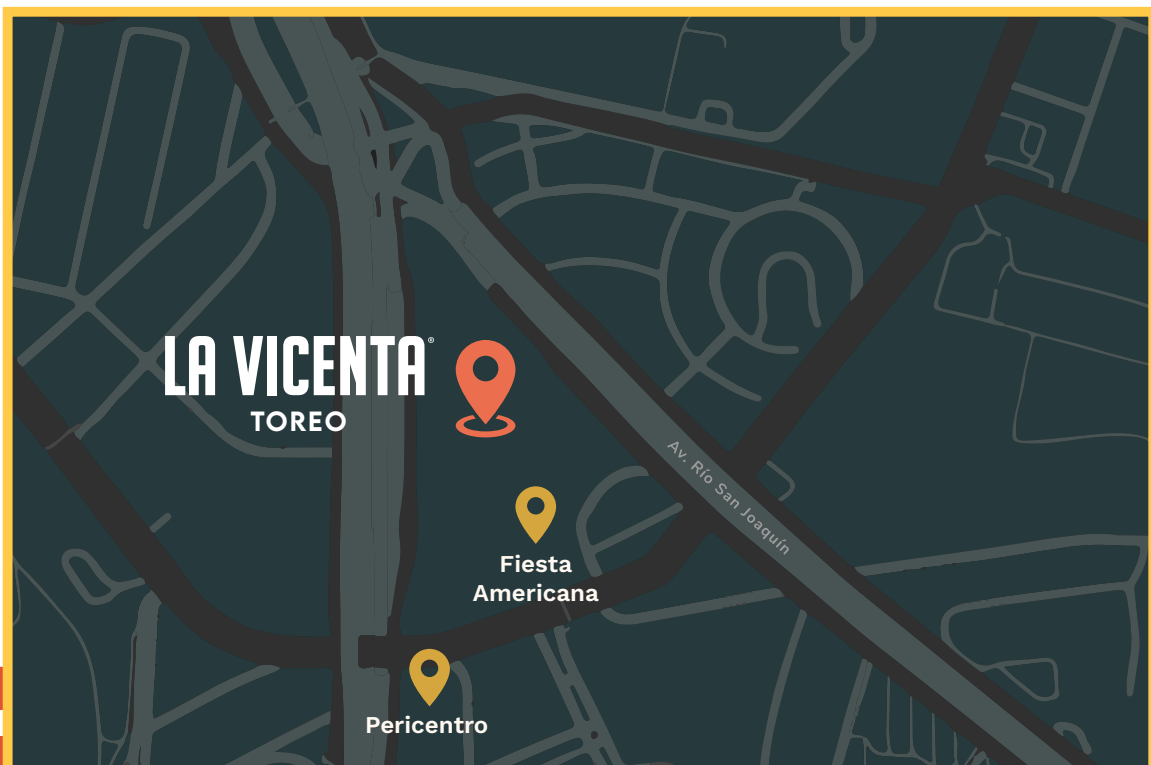 LA VICENTA®
TOREO
Av. Río San Joaquín
Fiesta
Americana
Pericentro